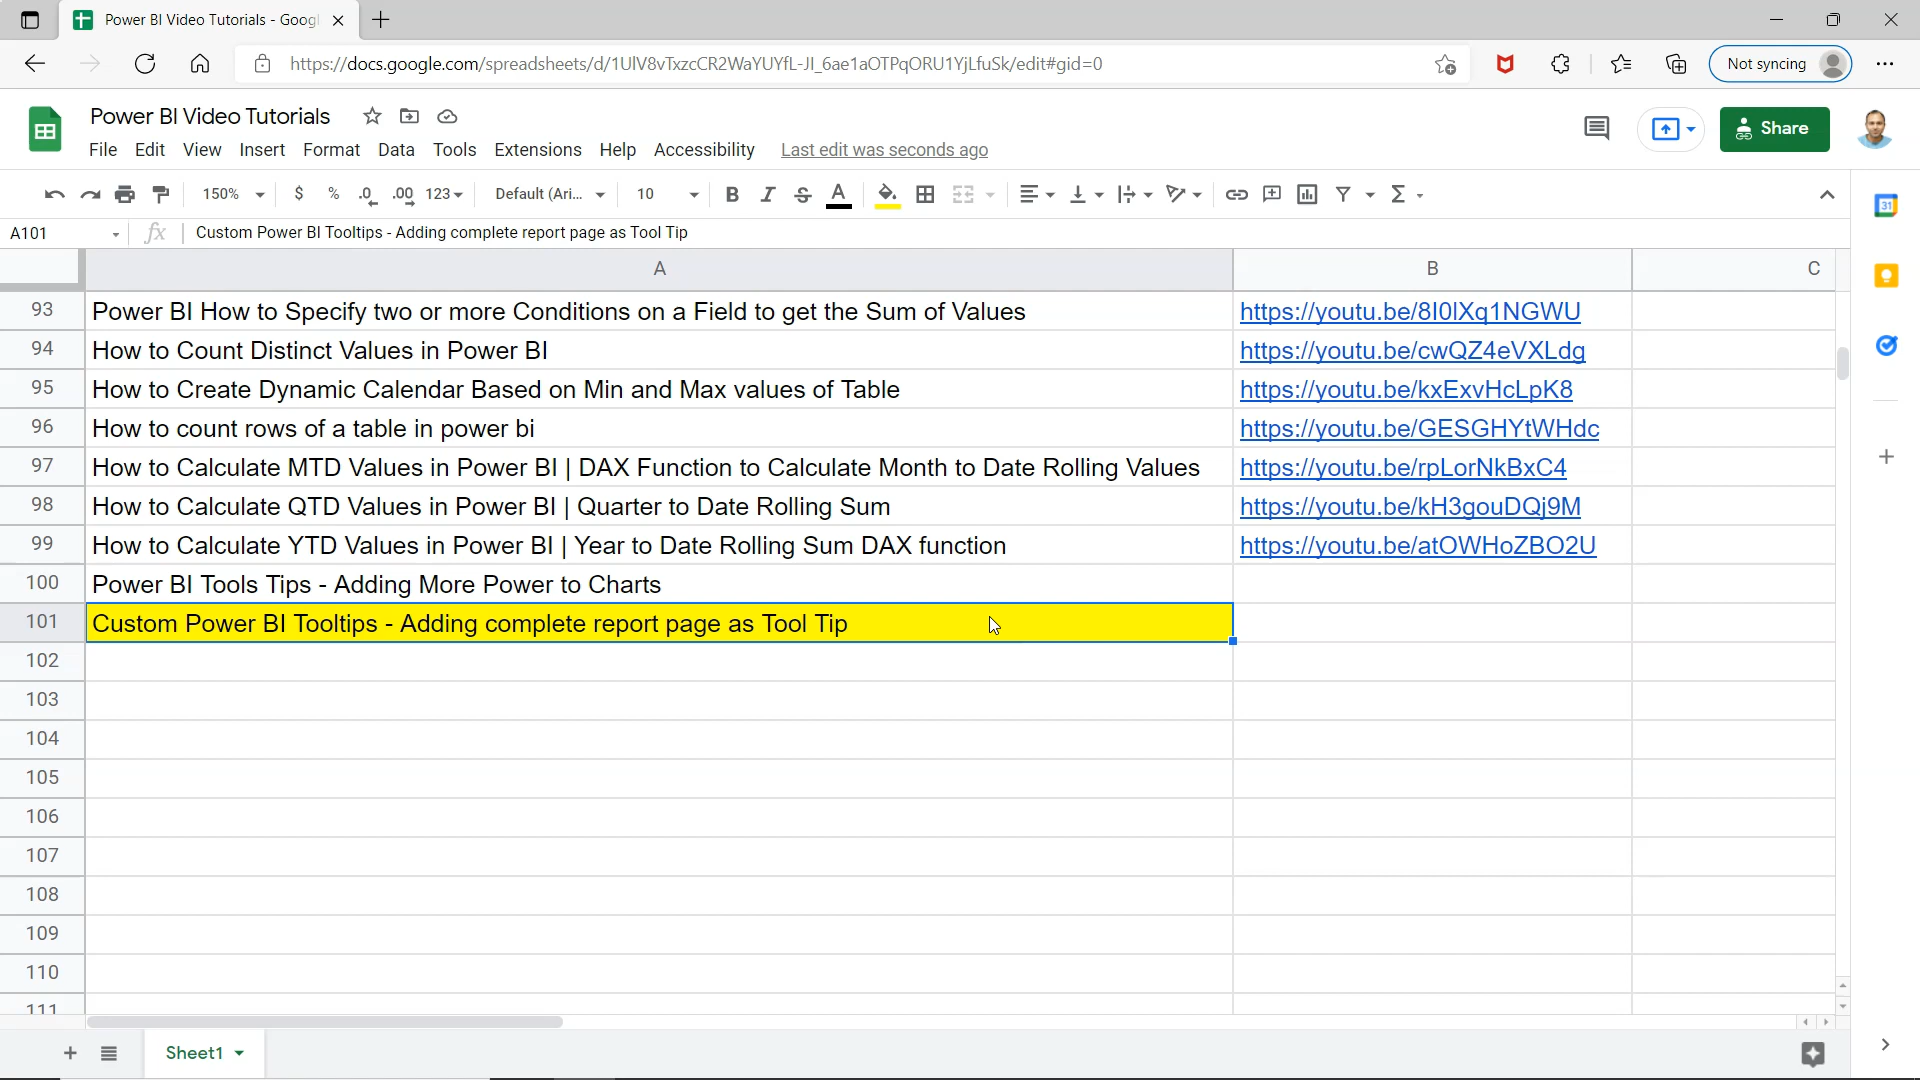 Power BI Video Tutorials - Goog
https://docs.google.com/spreadsheets/d/1UlV8vTxzcCR2WaYUYfL-Jl_6ae1aOTPqORU1YjLfuSk/edit#gid=0
Not syncing
Power BI Video Tutorials
File Edit View Insert Format Data Tools Extensions Help Accessibility Last edit was seconds ago
Share
150% $ % .0 .00 123 Default (Ari... 10 B I S A Σ
31
A101 fx Custom Power BI Tooltips - Adding complete report page as Tool Tip
A B C
93 Power BI How to Specify two or more Conditions on a Field to get the Sum of Values https://youtu.be/8I0IXq1NGWU
94 How to Count Distinct Values in Power BI https://youtu.be/cwQZ4eVXLdg
95 How to Create Dynamic Calendar Based on Min and Max values of Table https://youtu.be/kxExvHcLpK8
96 How to count rows of a table in power bi https://youtu.be/GESGHYtWHdc
97 How to Calculate MTD Values in Power BI | DAX Function to Calculate Month to Date Rolling Values https://youtu.be/rpLorNkBxC4
98 How to Calculate QTD Values in Power BI | Quarter to Date Rolling Sum https://youtu.be/kH3gouDQj9M
99 How to Calculate YTD Values in Power BI | Year to Date Rolling Sum DAX function https://youtu.be/atOWHoZBO2U
100 Power BI Tools Tips - Adding More Power to Charts
101 Custom Power BI Tooltips - Adding complete report page as Tool Tip
102
103
104
105
106
107
108
109
110
111
Sheet1